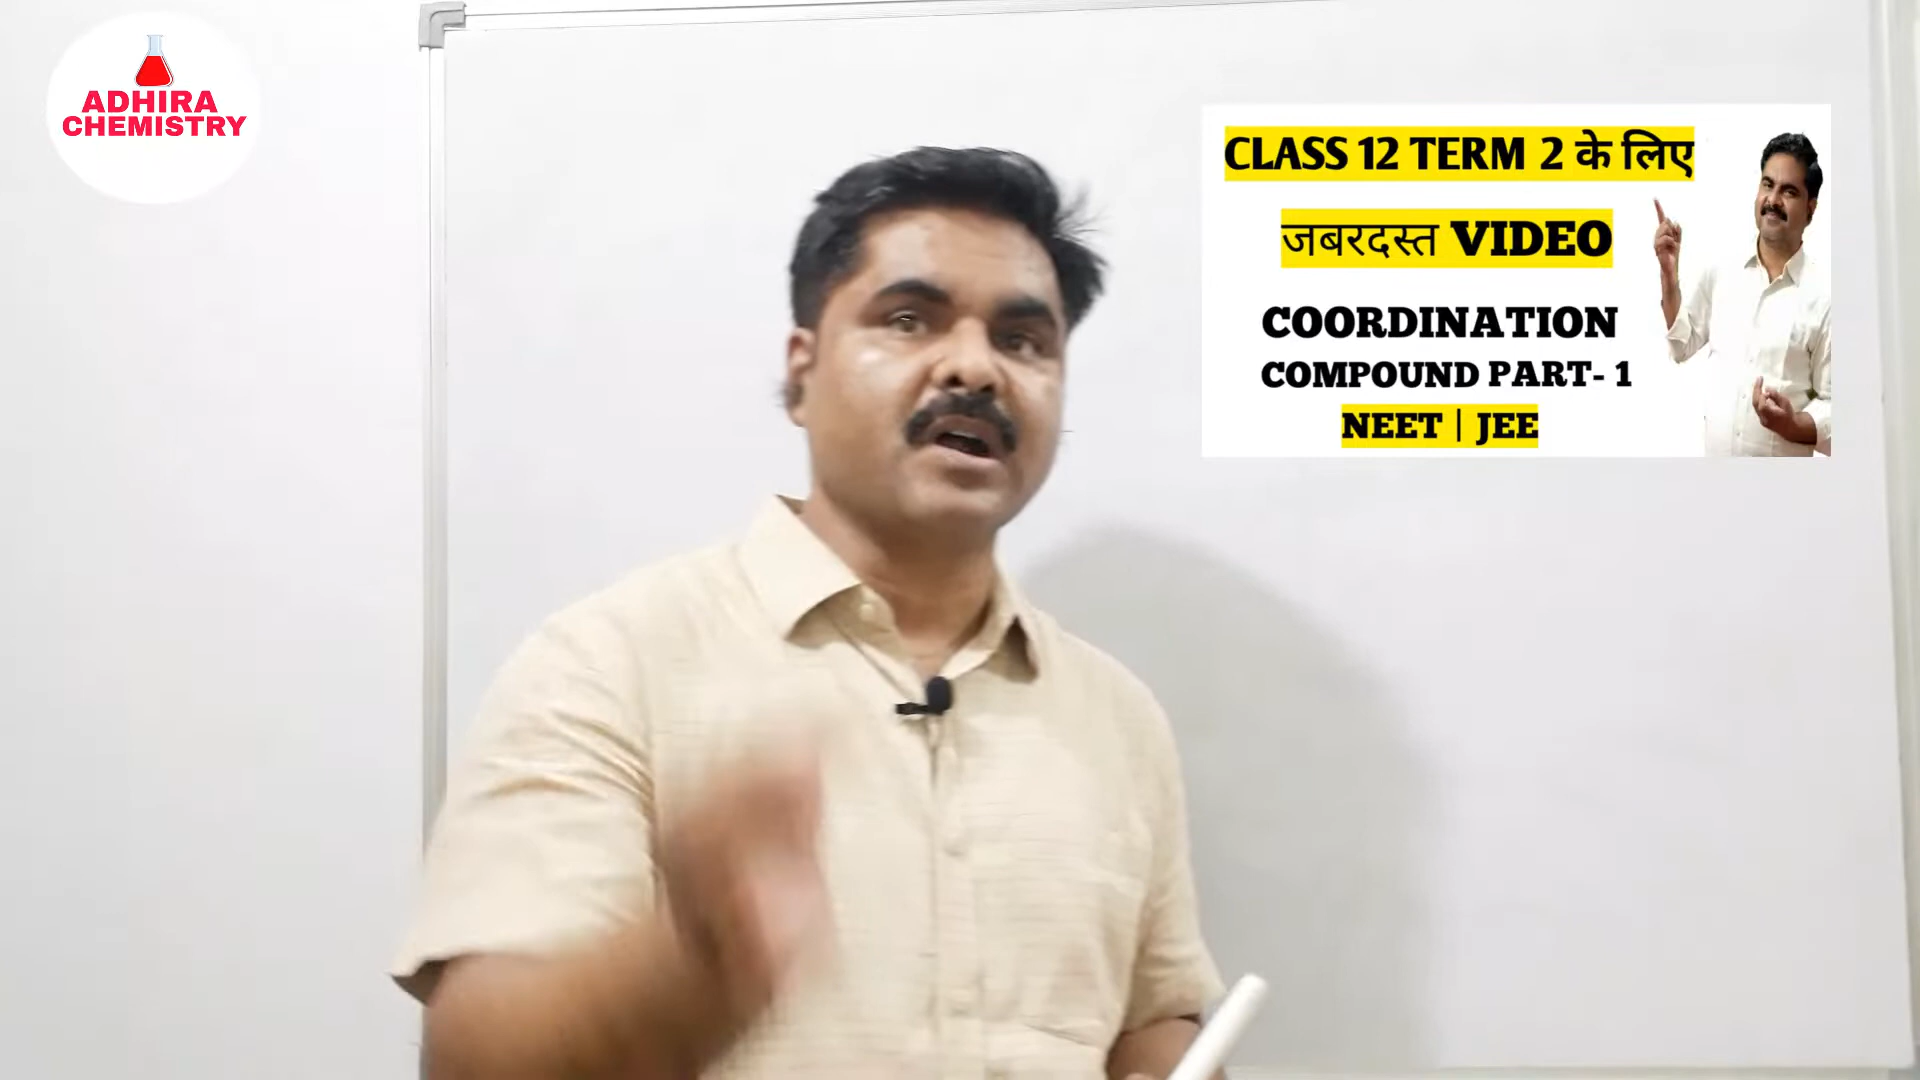 ADHIRA
CHEMISTRY
CLASS 12 TERM 2 के लिए
जबरदस्त VIDEO
COORDINATION
COMPOUND PART- 1
NEET | JEE